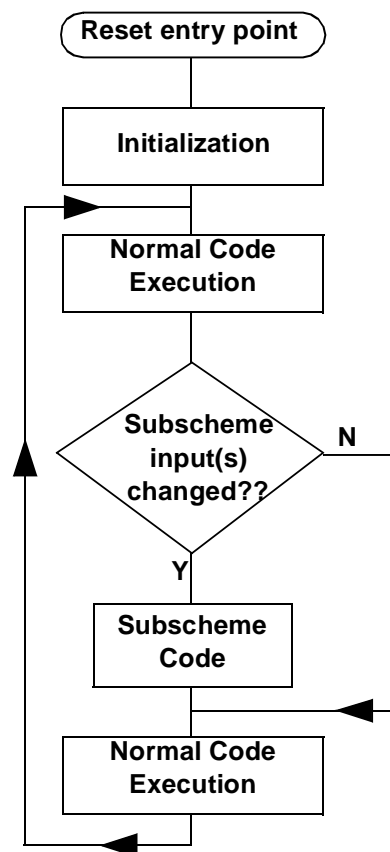 Reset entry point
Initialization
Normal Code
Execution
Subscheme
input(s)
changed??
N
Y
Subscheme
Code
Normal Code
Execution